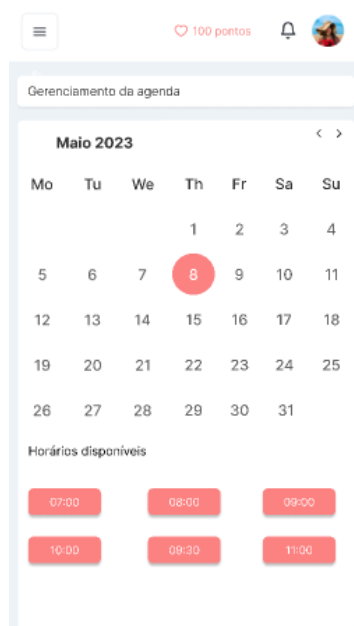 100 pontos
Gerenciamento da agenda
Maio 2023
Mo Tu We Th Fr Sa Su
1 2 3 4
5 6 7 8 9 10 11
12 13 14 15 16 17 18
19 20 21 22 23 24 25
26 27 28 29 30 31
Horários disponíveis
07:00 08:00 09:00
10:00 09:30 11:00